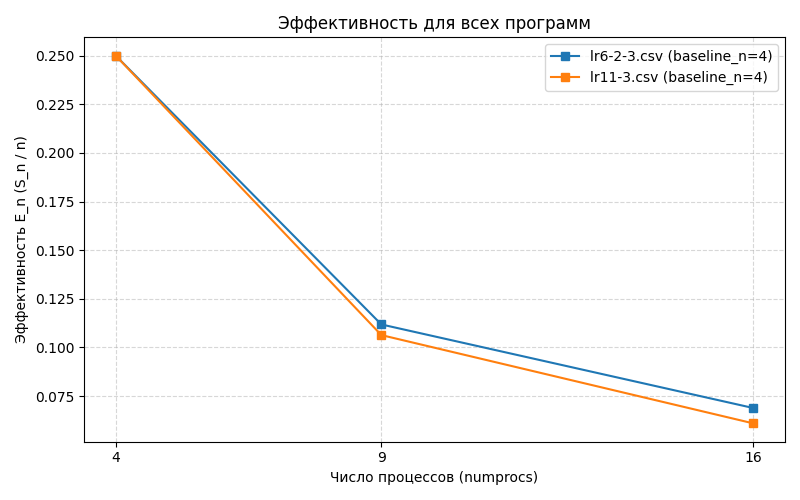 Эффективность для всех программ
lr6-2-3.csv (baseline_n=4)
lr11-3.csv (baseline_n=4)
Эффективность E_n (S_n / n)
0.250
0.225
0.200
0.175
0.150
0.125
0.100
0.075
4
9
16
Число процессов (numprocs)